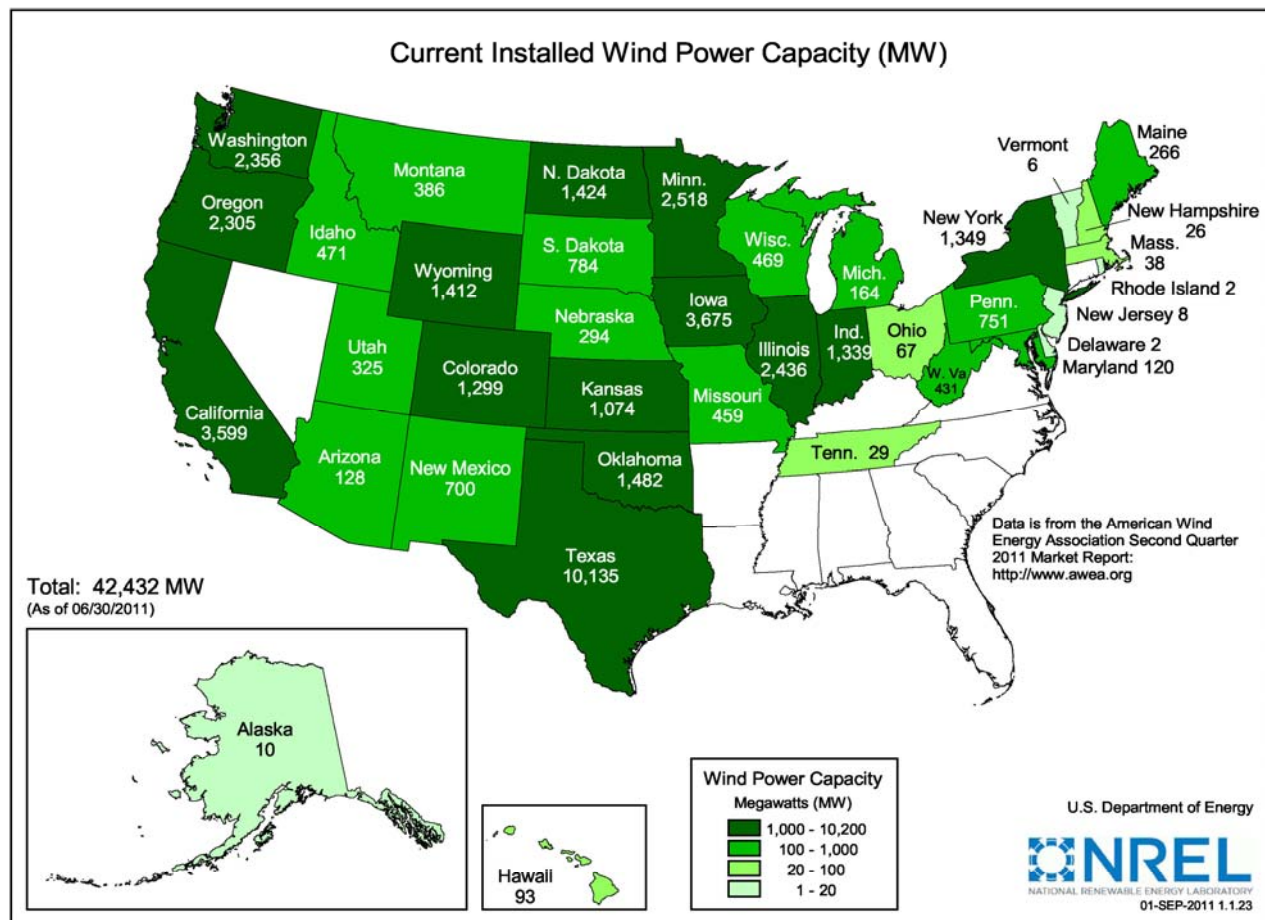 Current Installed Wind Power Capacity (MW)
Washington
2,356
Oregon
2,305
California
3,599
Idaho
471
Montana
386
Wyoming
1,412
Utah
325
Colorado
1,299
Arizona
128
New Mexico
700
N. Dakota
1,424
S. Dakota
784
Nebraska
294
Kansas
1,074
Oklahoma
1,482
Texas
10,135
Minn.
2,518
Iowa
3,675
Missouri
459
Wisc.
469
Illinois
2,436
Mich.
164
Ind.
1,339
Ohio
67
W. Va
431
Tenn. 29
Penn.
751
New York
1,349
Vermont
6
Maine
266
New Hampshire
26
Mass.
38
Rhode Island 2
New Jersey 8
Delaware 2
Maryland 120
Data is from the American Wind
Energy Association Second Quarter
2011 Market Report:
http://www.awea.org
Total: 42,432 MW
(As of 06/30/2011)
Alaska
10
Hawaii
93
Wind Power Capacity
Megawatts (MW)
1,000 - 10,200
100 - 1,000
20 - 100
1 - 20
U.S. Department of Energy
NREL
NATIONAL RENEWABLE ENERGY LABORATORY
01-SEP-2011 1.1.23